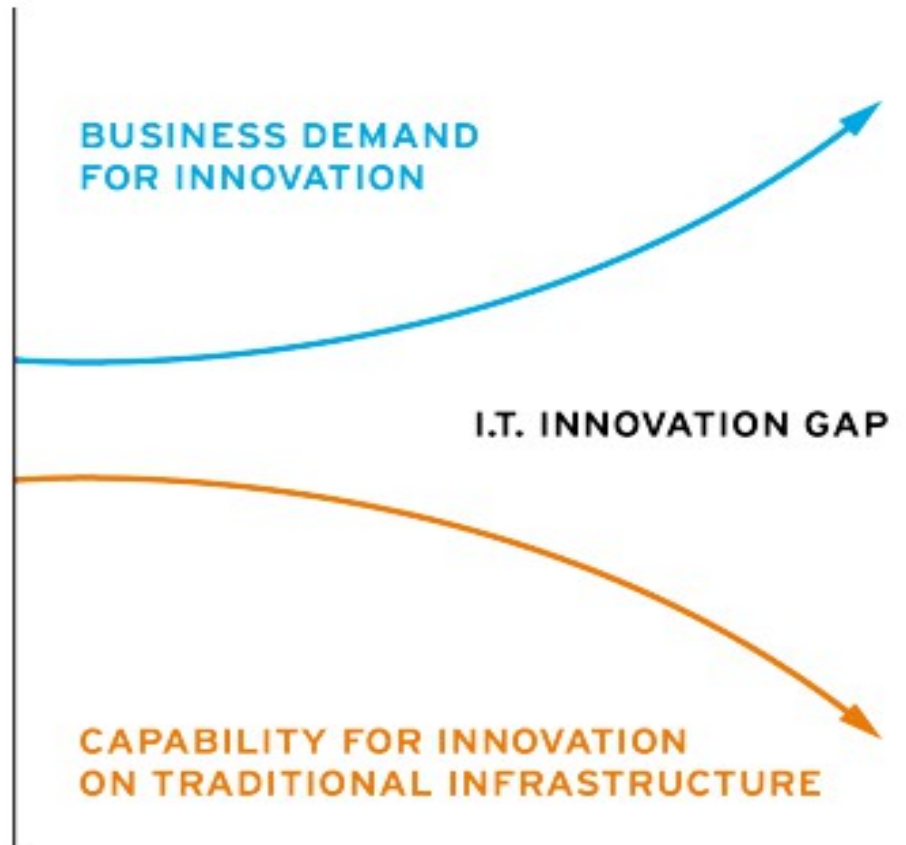 BUSINESS DEMAND
FOR INNOVATION
I.T. INNOVATION GAP
CAPABILITY FOR INNOVATION
ON TRADITIONAL INFRASTRUCTURE